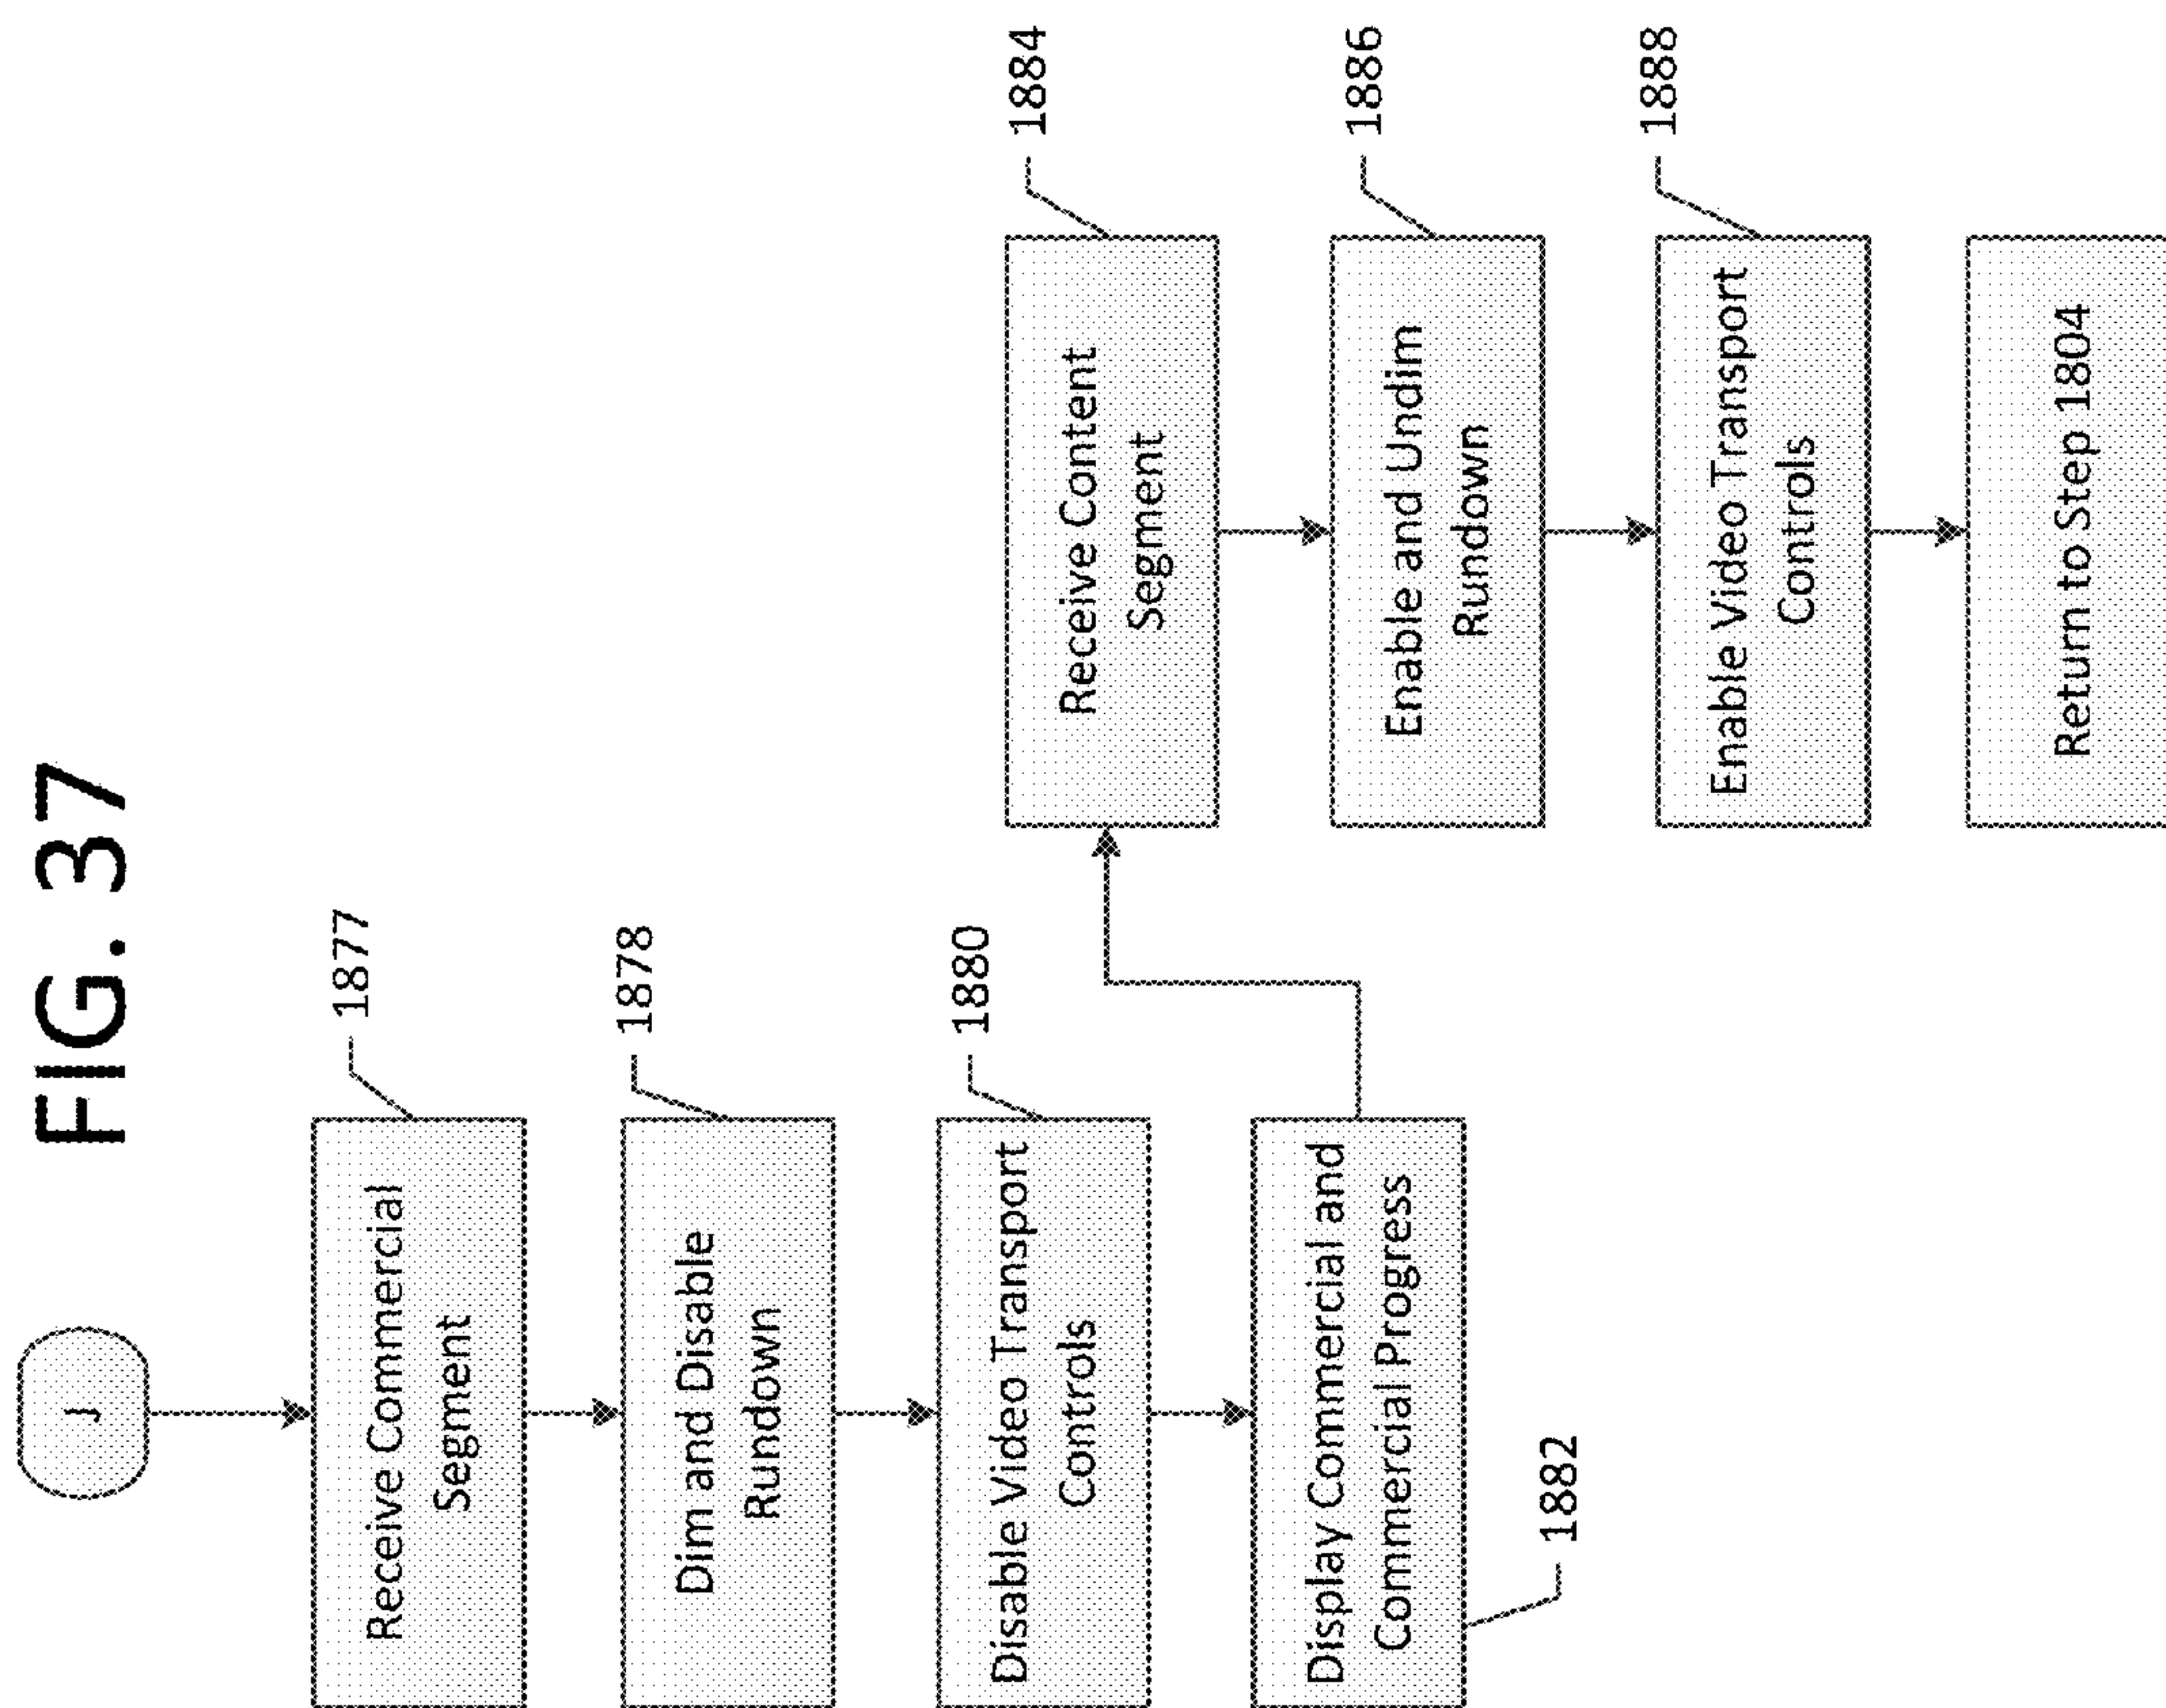 FIG. 37
J
Receive Commercial
Segment
1877
Dim and Disable
Rundown
1878
Disable Video Transport
Controls
1880
Display Commercial and
Commercial Progress
1882
Receive Content
Segment
1884
Enable and Undim
Rundown
1886
Enable Video Transport
Controls
1888
Return to Step 1804